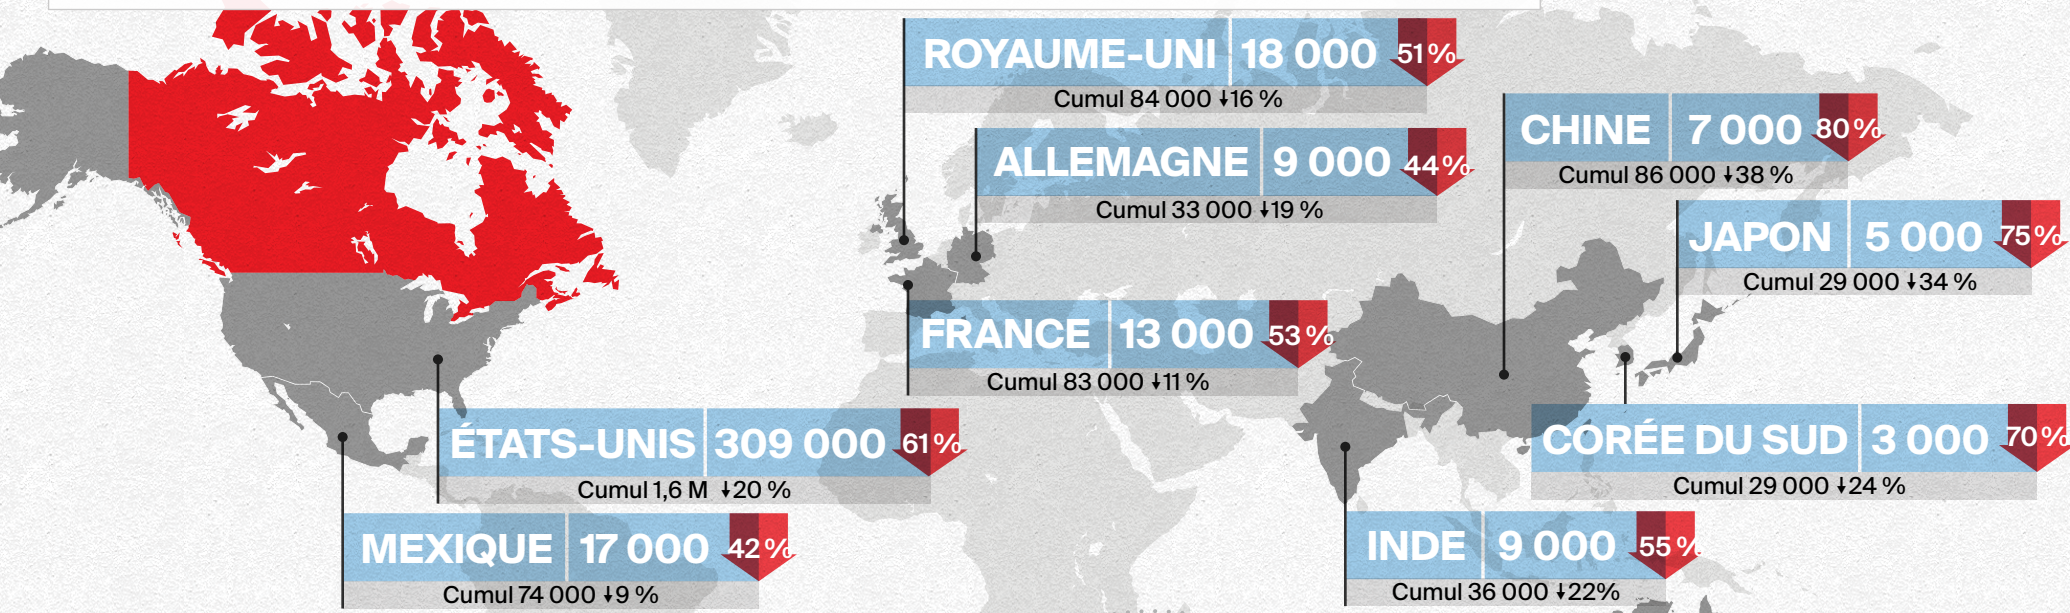 ROYAUME-UNI 18 000 51%
Cumul 84 000 ↓16 %
ALLEMAGNE 9 000 44%
Cumul 33 000 ↓19 %
CHINE 7 000 80%
Cumul 86 000 ↓38 %
JAPON 5 000 75%
Cumul 29 000 ↓34 %
FRANCE 13 000 53 %
Cumul 83 000 ↓11 %
ÉTATS-UNIS 309 000 61%
Cumul 1,6 M ↓20 %
CORÉE DU SUD 3 000 70%
Cumul 29 000 ↓24 %
MEXIQUE 17 000 42 %
Cumul 74 000 ↓9 %
INDE 9 000 55 %
Cumul 36 000 ↓22%